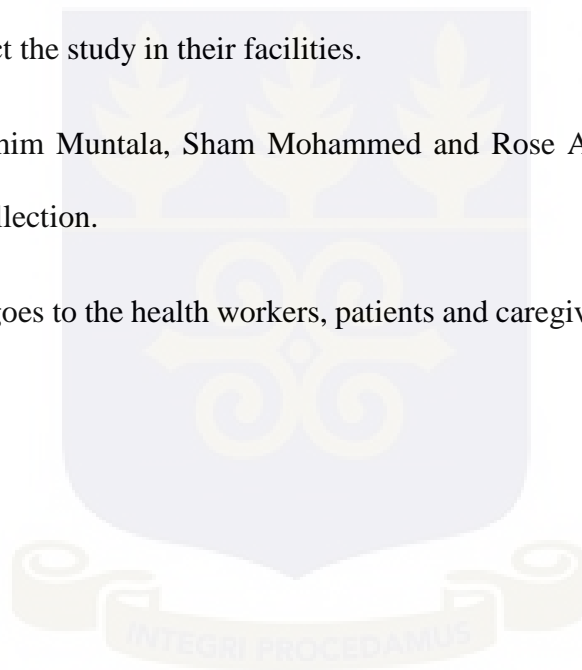 ct the study in their facilities.
him Muntala, Sham Mohammed and Rose A
llection.
goes to the health workers, patients and caregiv
INTEGRI PROCEDAMUS